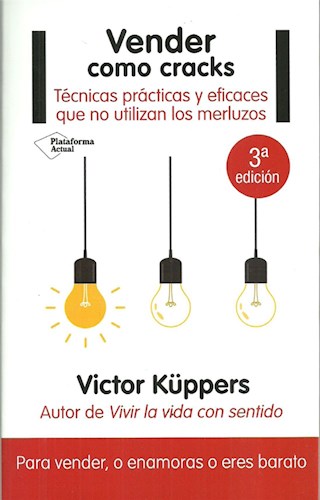 Vender
como cracks
Técnicas prácticas y eficaces
que no utilizan los merluzos
Plataforma
Actual
3ª
edición
Victor Küppers
Autor de Vivir la vida con sentido
Para vender, o enamoras o eres barato